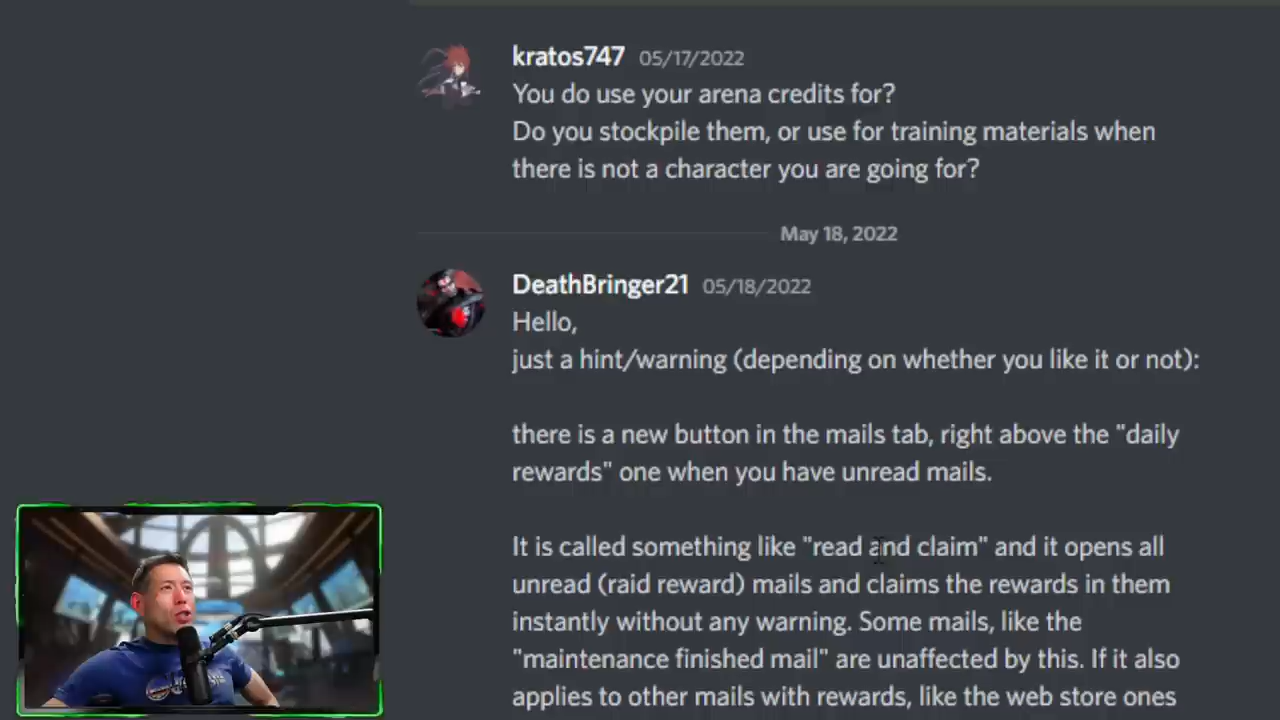 kratos747 05/17/2022
You do use your arena credits for?
Do you stockpile them, or use for training materials when
there is not a character you are going for?
May 18, 2022
DeathBringer21 05/18/2022
Hello,
just a hint/warning (depending on whether you like it or not):
there is a new button in the mails tab, right above the "daily
rewards" one when you have unread mails.
It is called something like "read and claim" and it opens all
unread (raid reward) mails and claims the rewards in them
instantly without any warning. Some mails, like the
"maintenance finished mail" are unaffected by this. If it also
applies to other mails with rewards, like the web store ones